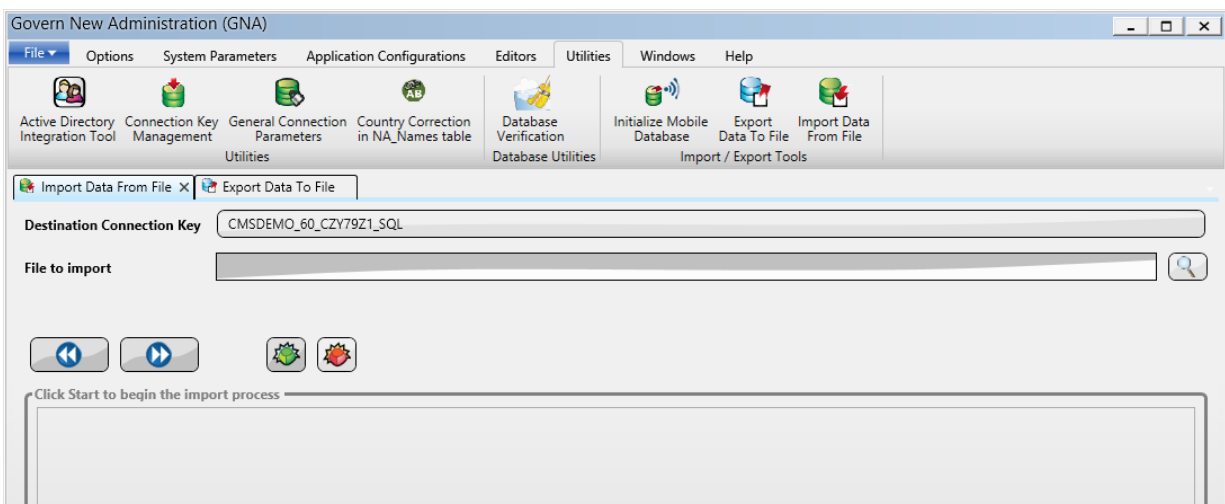 Govern New Administration (GNA)
File Options System Parameters Application Configurations Editors Utilities Windows Help
Active Directory Connection Key General Connection Country Correction Database Initialize Mobile Export Import Data
Integration Tool Management Parameters in NA_Names table Verification Database Data To File From File
Utilities Database Utilities Import / Export Tools
Import Data From File Export Data To File
Destination Connection Key CMSDEMO_60_CZY79Z1_SQL
File to import
Click Start to begin the import process